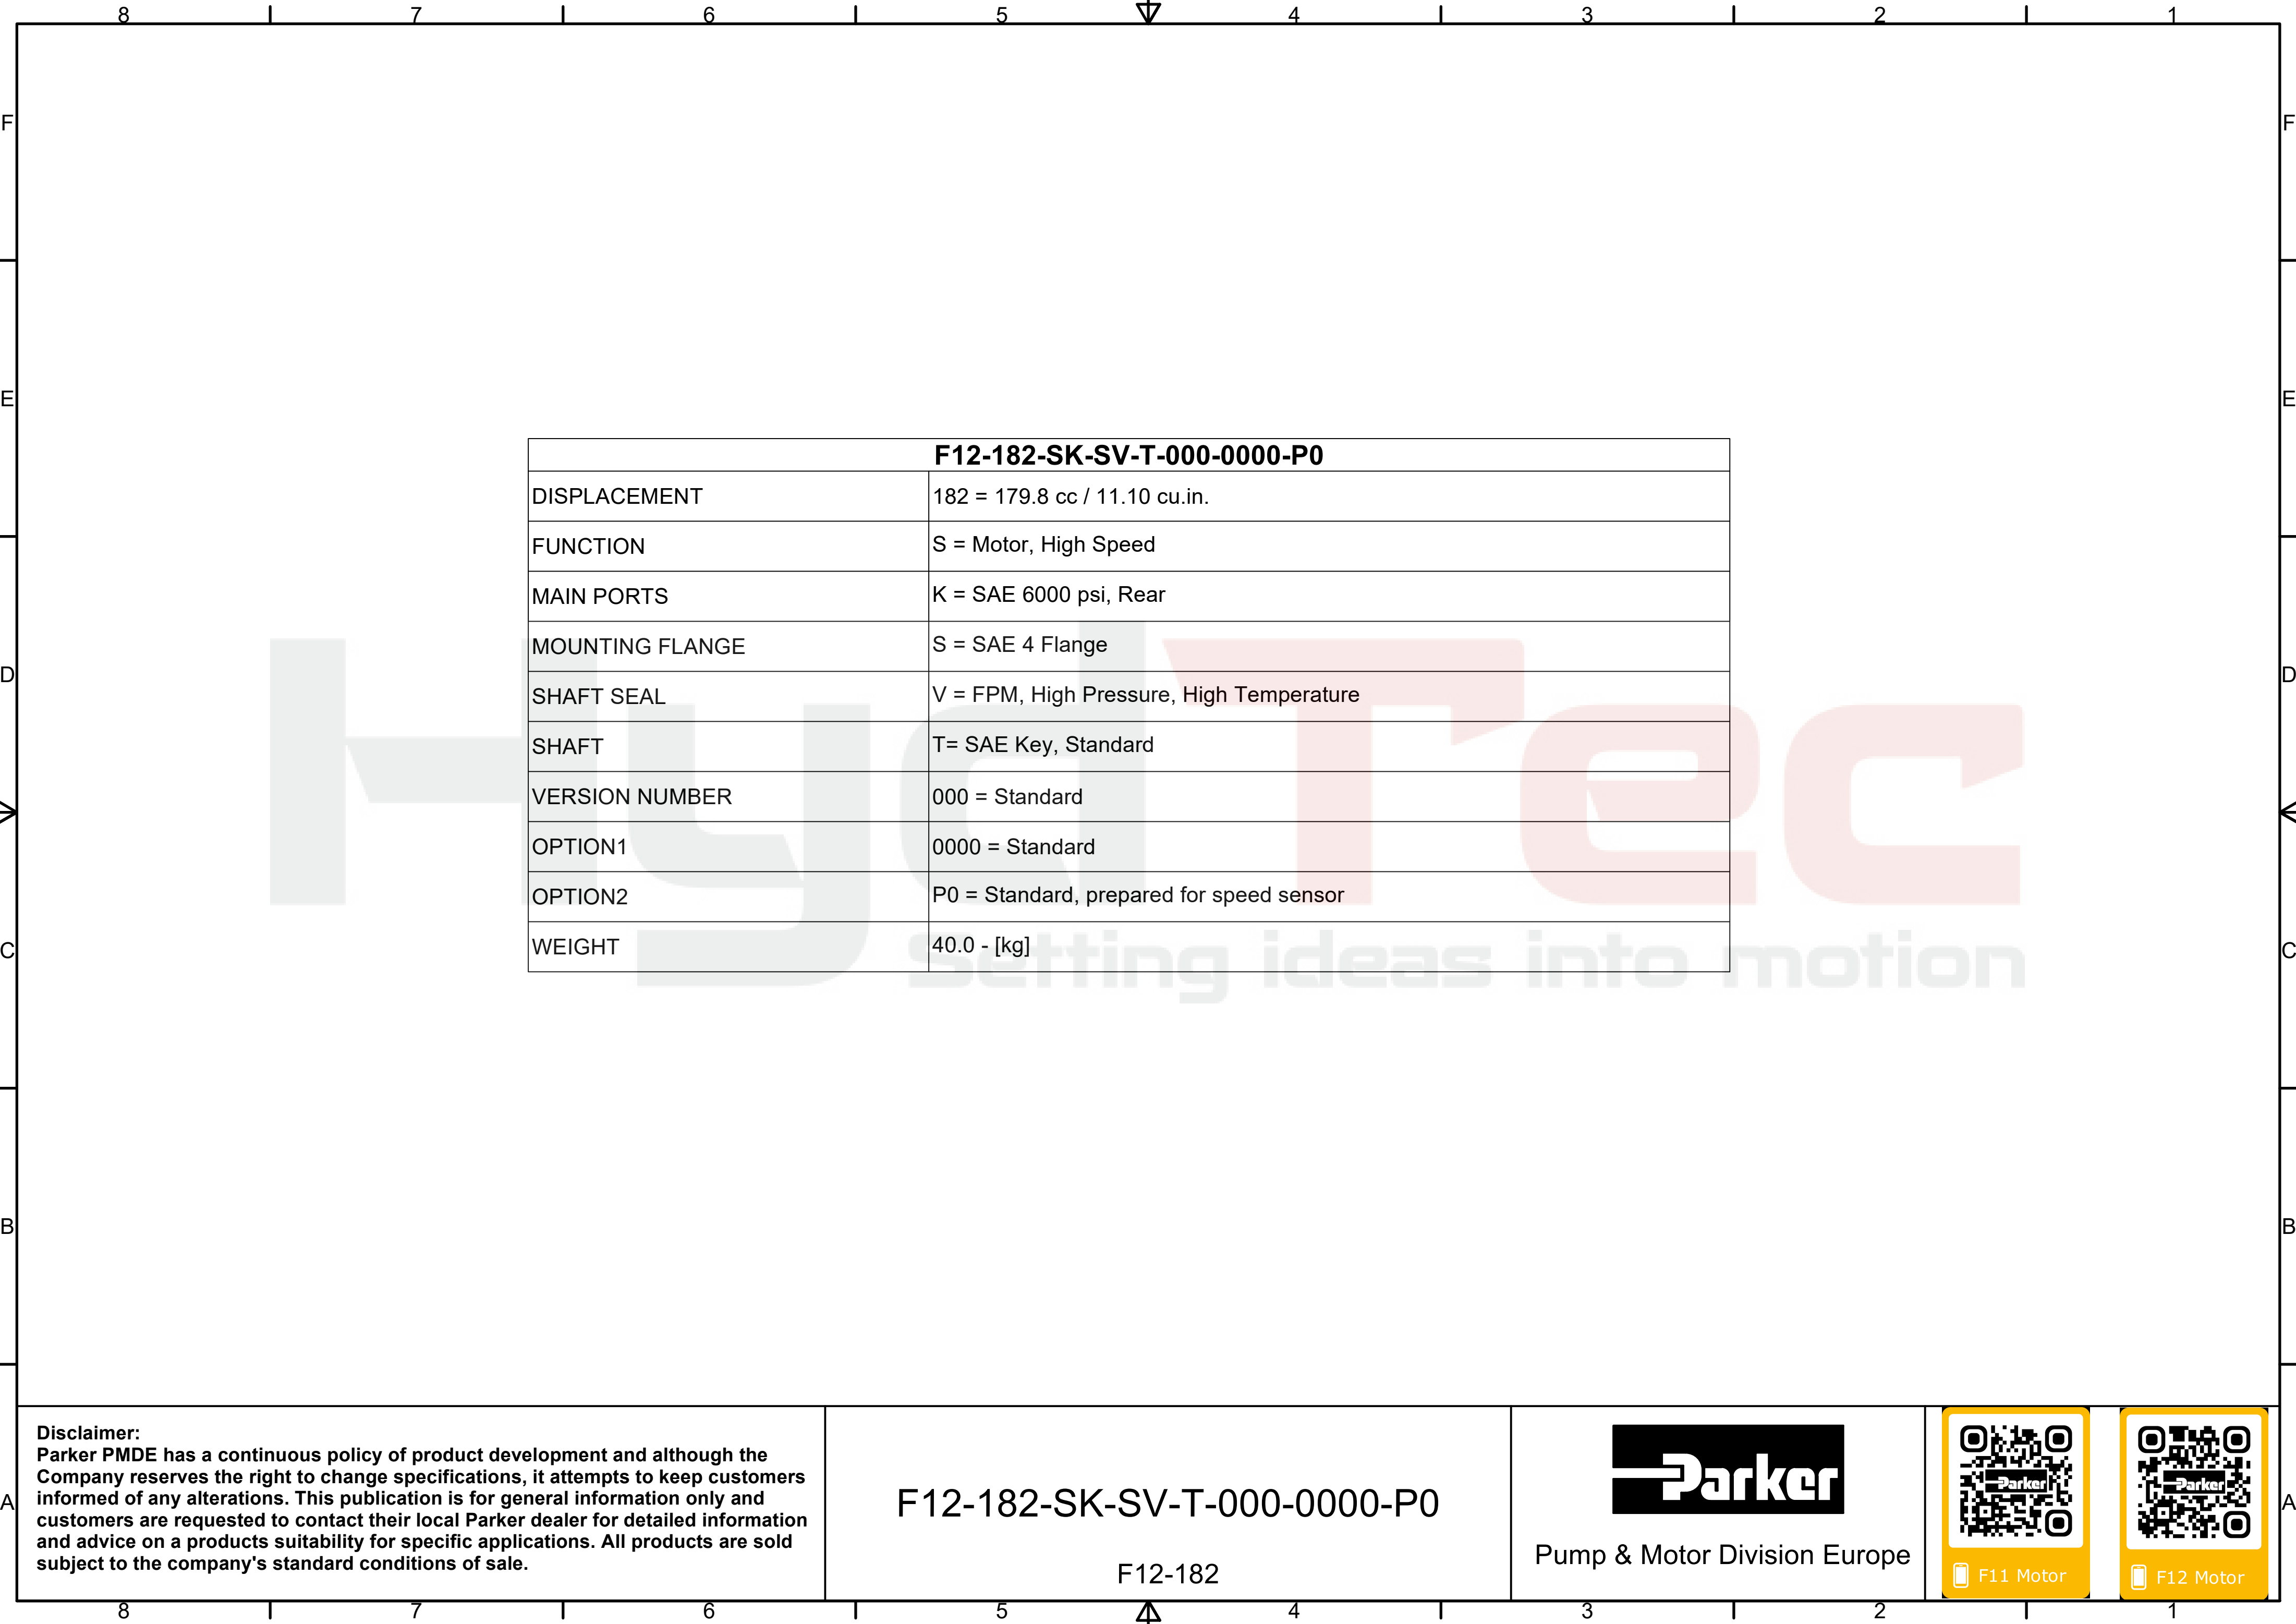 8 7 6 5 4 3 2 1
F F
E E
F12-182-SK-SV-T-000-0000-P0
DISPLACEMENT 182 = 179.8 cc / 11.10 cu.in.
FUNCTION S = Motor, High Speed
MAIN PORTS K = SAE 6000 psi, Rear
MOUNTING FLANGE S = SAE 4 Flange
D D
SHAFT SEAL V = FPM, High Pressure, High Temperature
SHAFT T= SAE Key, Standard
VERSION NUMBER 000 = Standard
OPTION1 0000 = Standard
OPTION2 P0 = Standard, prepared for speed sensor
WEIGHT 40.0 - [kg]
HydTec
Setting ideas into motion
C C
B B
A A
Disclaimer:
Parker PMDE has a continuous policy of product development and although the
Company reserves the right to change specifications, it attempts to keep customers
informed of any alterations. This publication is for general information only and
customers are requested to contact their local Parker dealer for detailed information
and advice on a products suitability for specific applications. All products are sold
subject to the company's standard conditions of sale.
F12-182-SK-SV-T-000-0000-P0
F12-182
Parker
Pump & Motor Division Europe
Parker
F11 Motor
Parker
F12 Motor
8 7 6 5 4 3 2 1